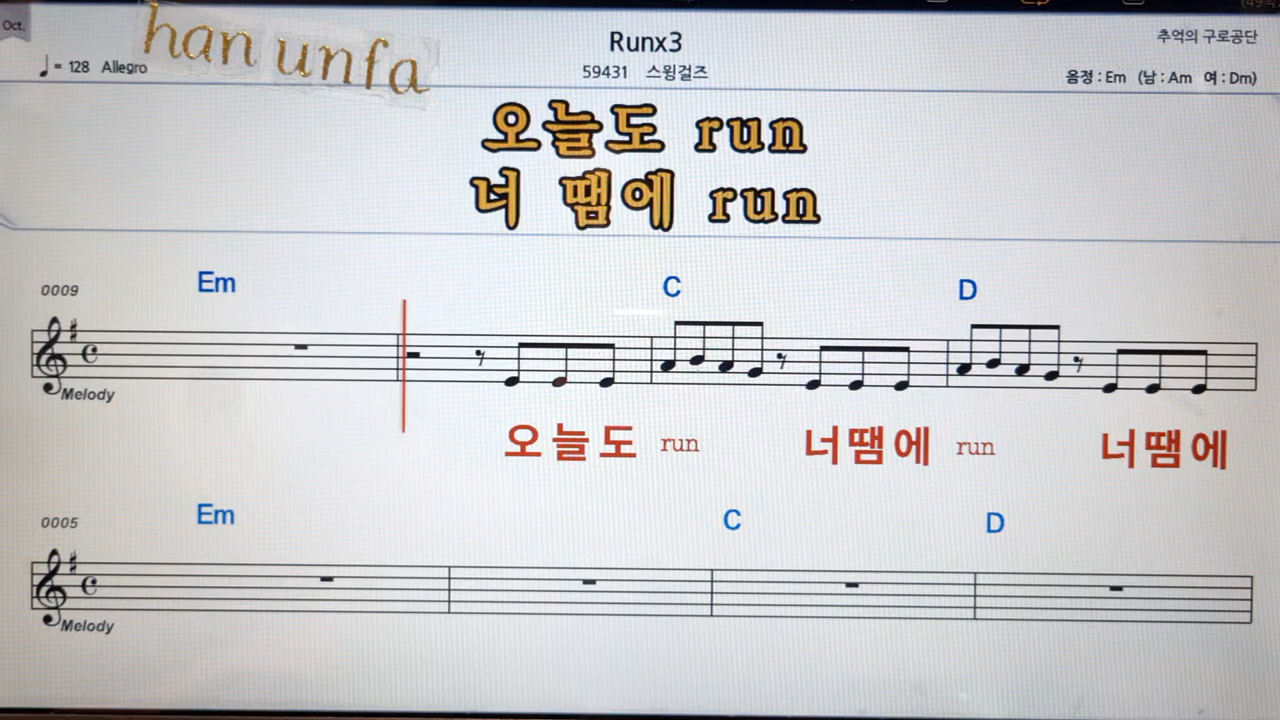 Oct.
han unfa
Runx3
추억의 구로공단
♩= 128 Allegro
59431 스윙걸즈
음정 : Em (남 : Am 여 : Dm)
오늘도 run
너 땜에 run
0009 Em C D
Melody
오늘도 run 너땜에 run 너땜에
0005 Em C D
Melody